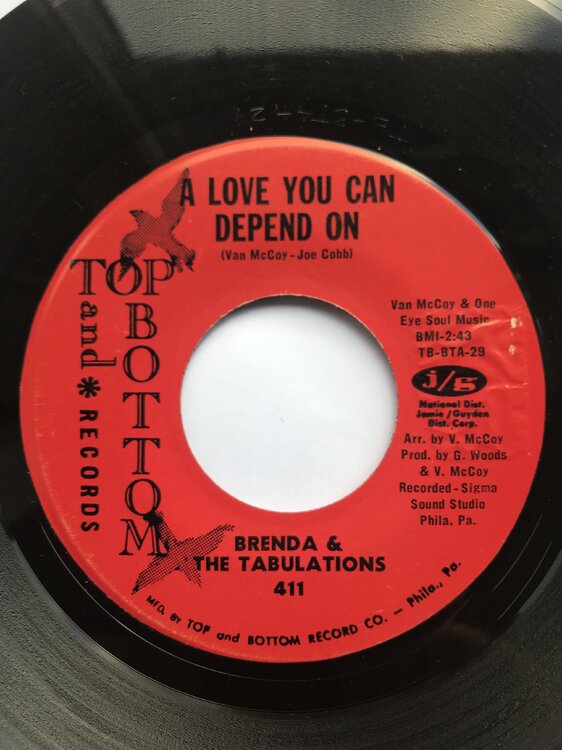 A LOVE YOU CAN
DEPEND ON
(Van McCoy - Joe Cobb)
TOP
and
BOTTOM
* RECORDS
Van McCoy & One
Eye Soul Music
BMI-2:43
TB-BTA-29
j/g
National Dist.
Jamie/Guyden
Dist. Corp.
Arr. by V. McCoy
Prod. by G. Woods
& V. McCoy
Recorded-Sigma
Sound Studio
Phila. Pa.
BRENDA &
THE TABULATIONS
411
MFD. BY TOP and BOTTOM RECORD CO. — Phila., Pa.